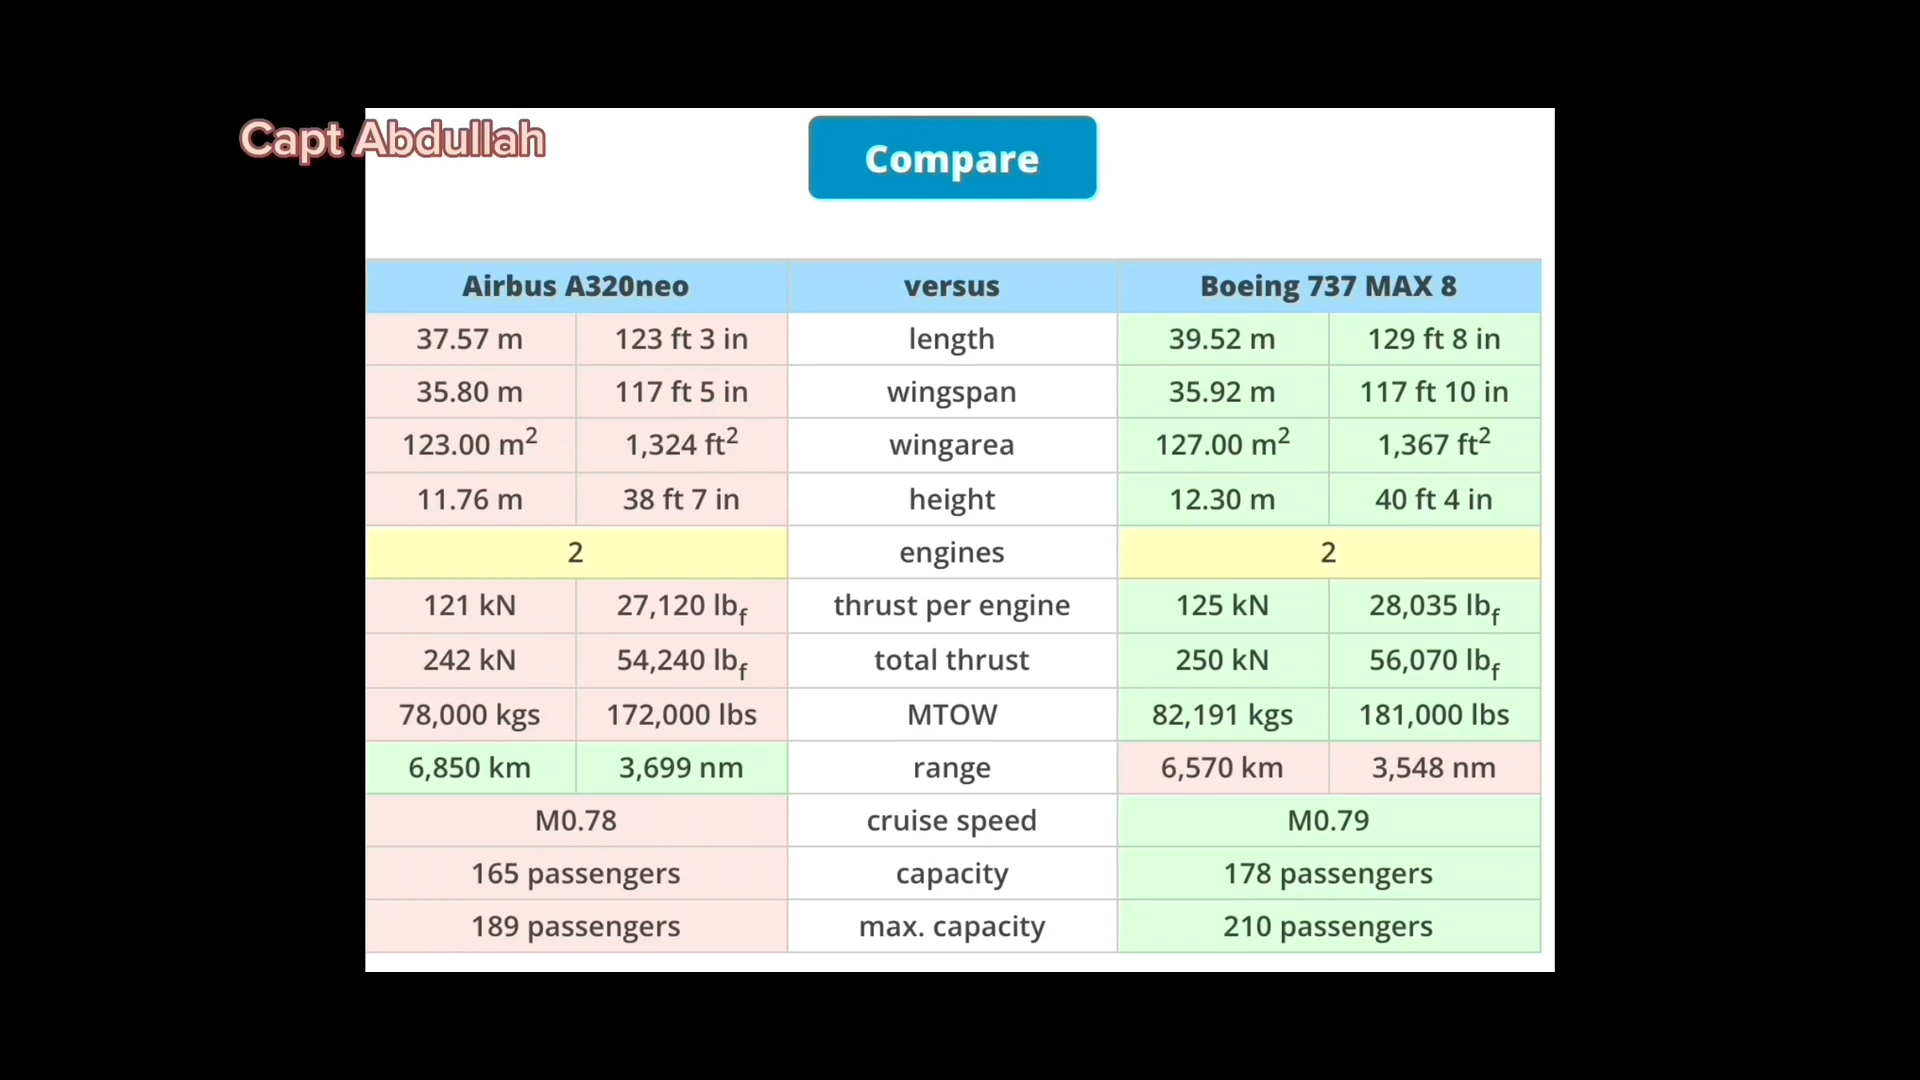 Capt Abdullah
Compare
Airbus A320neo versus Boeing 737 MAX 8
37.57 m 123 ft 3 in length 39.52 m 129 ft 8 in
35.80 m 117 ft 5 in wingspan 35.92 m 117 ft 10 in
123.00 m² 1,324 ft² wingarea 127.00 m² 1,367 ft²
11.76 m 38 ft 7 in height 12.30 m 40 ft 4 in
2 engines 2
121 kN 27,120 lbf thrust per engine 125 kN 28,035 lbf
242 kN 54,240 lbf total thrust 250 kN 56,070 lbf
78,000 kgs 172,000 lbs MTOW 82,191 kgs 181,000 lbs
6,850 km 3,699 nm range 6,570 km 3,548 nm
M0.78 cruise speed M0.79
165 passengers capacity 178 passengers
189 passengers max. capacity 210 passengers